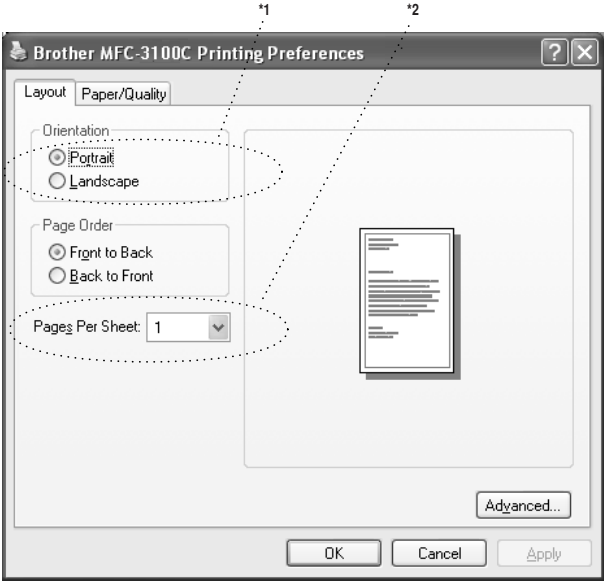 *1 *2
Brother MFC-3100C Printing Preferences
Layout Paper/Quality
Orientation
Portrait
Landscape
Page Order
Front to Back
Back to Front
Pages Per Sheet: 1
Advanced...
OK Cancel Apply